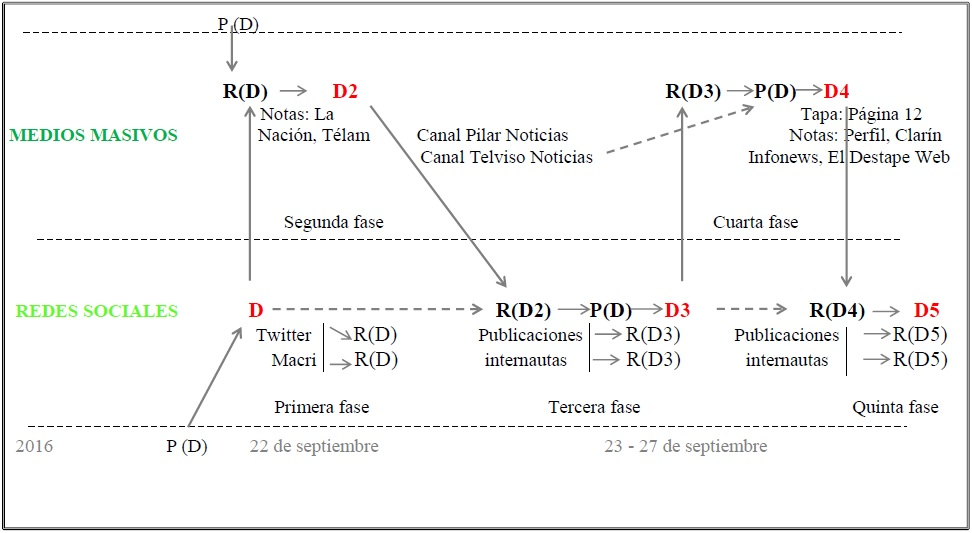 P (D)
R(D) D2 R(D3) P(D) D4
Notas: La
Nación, Télam
Tapa: Página 12
Notas: Perfil, Clarín
Infonews, El Destape Web
MEDIOS MASIVOS
Canal Pilar Noticias
Canal Telviso Noticias
Segunda fase Cuarta fase
REDES SOCIALES D R(D2) P(D) D3 R(D4) D5
Twitter R(D) Publicaciones R(D3) Publicaciones R(D5)
Macri R(D) internautas R(D3) internautas R(D5)
Primera fase Tercera fase Quinta fase
2016 P (D) 22 de septiembre 23 - 27 de septiembre